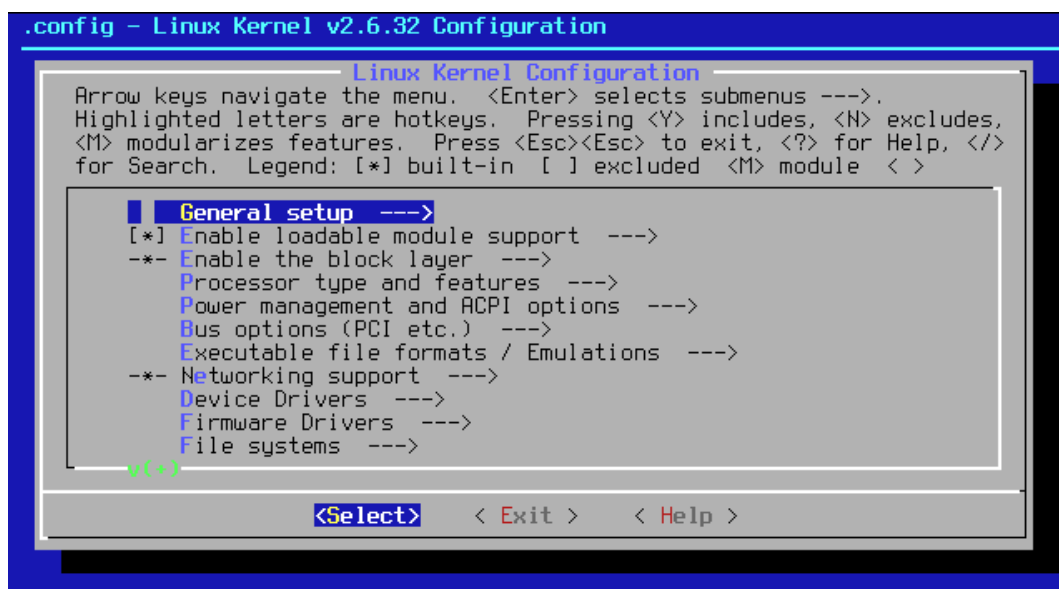 .config - Linux Kernel v2.6.32 Configuration
Linux Kernel Configuration
Arrow keys navigate the menu.  <Enter> selects submenus --->.
Highlighted letters are hotkeys.  Pressing <Y> includes, <N> excludes,
<M> modularizes features.  Press <Esc><Esc> to exit, <?> for Help, </>
for Search.  Legend: [*] built-in  [ ] excluded  <M> module  < >
General setup  --->
[*] Enable loadable module support  --->
-*- Enable the block layer  --->
Processor type and features  --->
Power management and ACPI options  --->
Bus options (PCI etc.)  --->
Executable file formats / Emulations  --->
-*- Networking support  --->
Device Drivers  --->
Firmware Drivers  --->
File systems  --->
v(+)
<Select>    < Exit >    < Help >